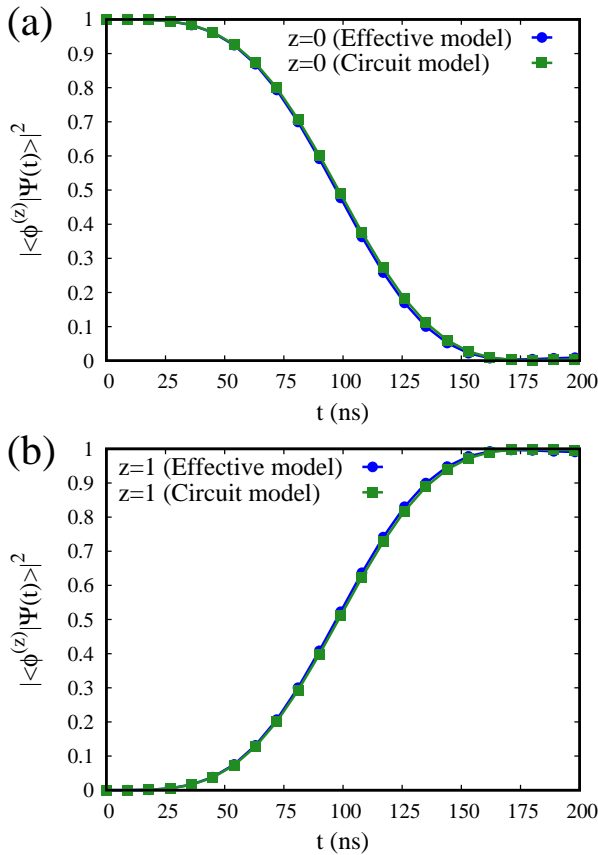 (a)
z=0 (Effective model)
z=0 (Circuit model)
|<ϕ^(z)|Ψ(t)>|^2
1
0.9
0.8
0.7
0.6
0.5
0.4
0.3
0.2
0.1
0
0 25 50 75 100 125 150 175 200
t (ns)
(b)
z=1 (Effective model)
z=1 (Circuit model)
|<ϕ^(z)|Ψ(t)>|^2
1
0.9
0.8
0.7
0.6
0.5
0.4
0.3
0.2
0.1
0
0 25 50 75 100 125 150 175 200
t (ns)